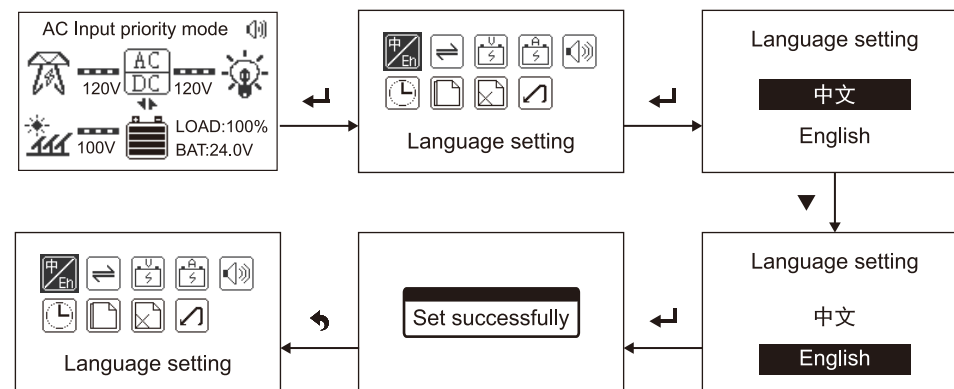 AC Input priority mode
AC
DC
120V
120V
100V
LOAD:100%
BAT:24.0V
中/En
V
A
Language setting
Language setting
中文
English
Language setting
中文
English
Set successfully
中/En
V
A
Language setting